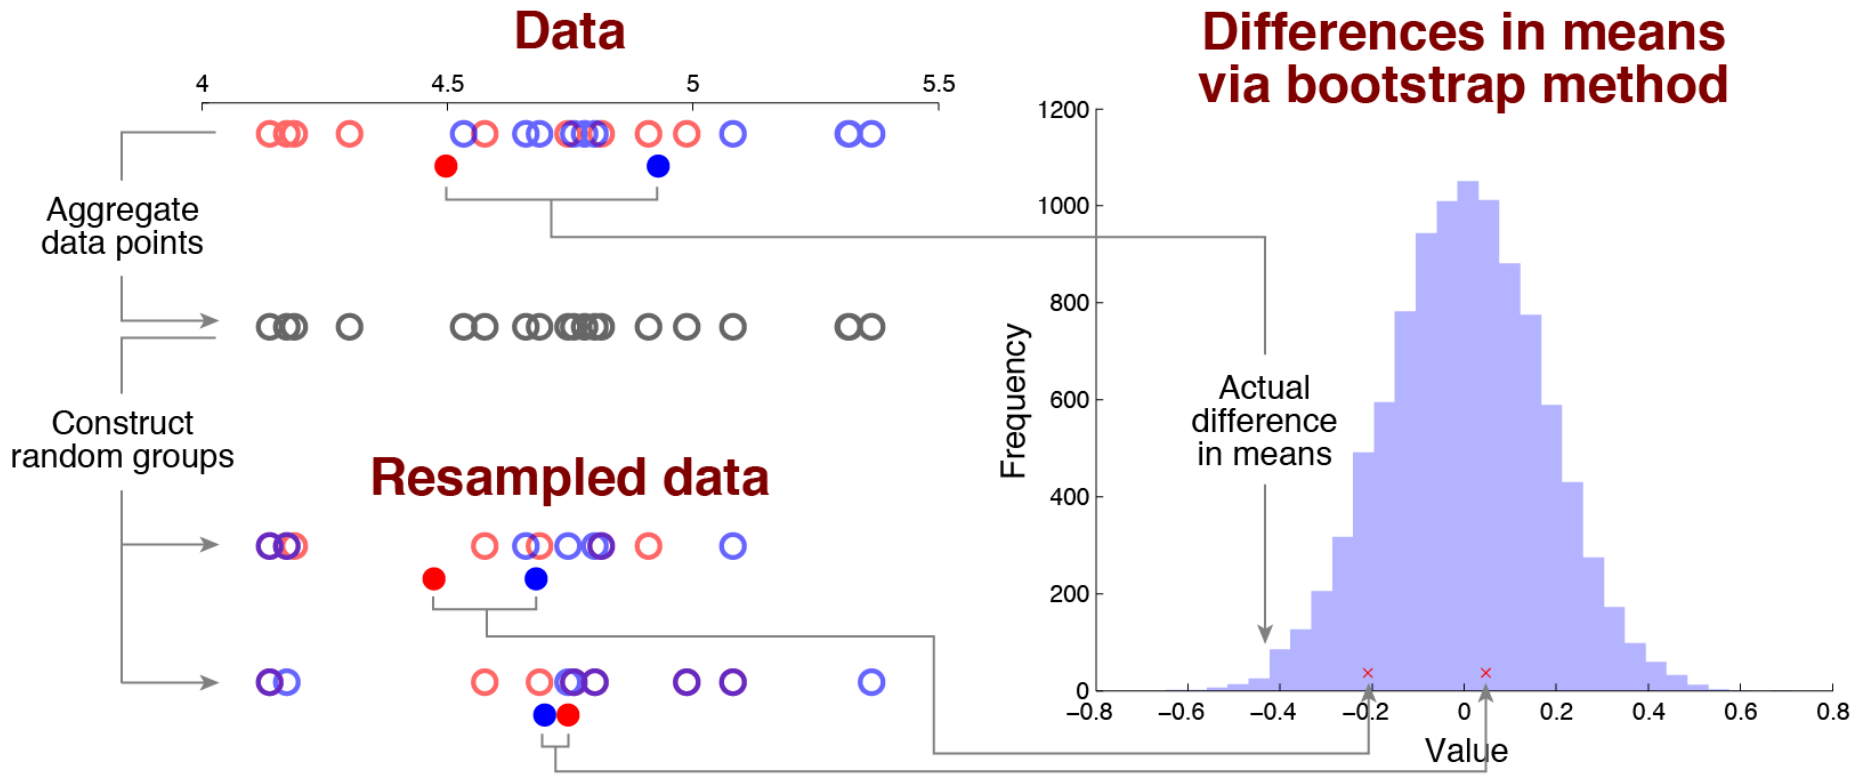 Data
4 4.5 5 5.5
Aggregate
data points
Construct
random groups
Resampled data
Differences in means
via bootstrap method
1200
1000
800
600
400
200
0
Frequency
Actual
difference
in means
−0.8 −0.6 −0.4 −0.2 0 0.2 0.4 0.6 0.8
Value